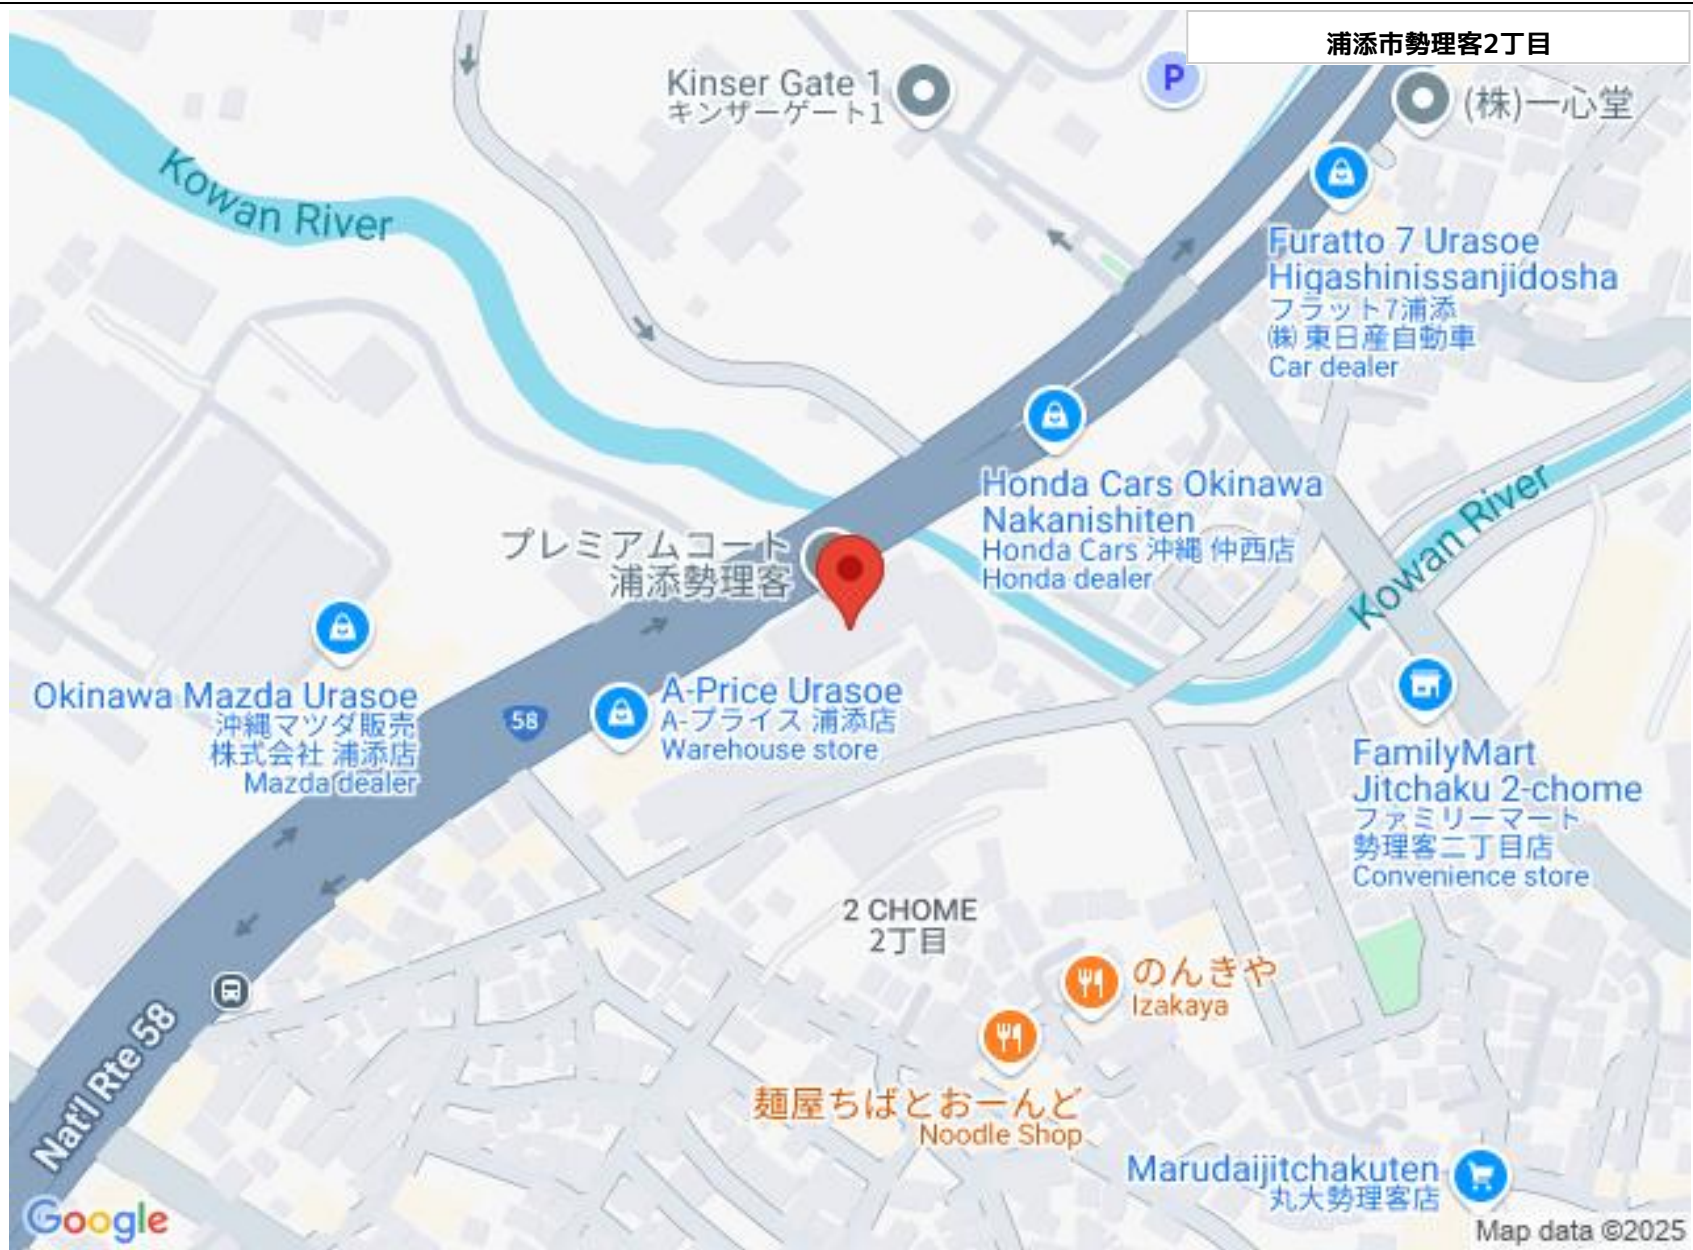 浦添市勢理客2丁目
Kinser Gate 1
キンザーゲート1
P
(株)一心堂
Kowan River
Furatto 7 Urasoe
Higashinissanjidosha
フラット7浦添
㈱東日産自動車
Car dealer
Honda Cars Okinawa
Nakanishiten
Honda Cars 沖縄 仲西店
Honda dealer
Kowan River
プレミアムコート
浦添勢理客
Okinawa Mazda Urasoe
沖縄マツダ販売
株式会社 浦添店
Mazda dealer
58
A-Price Urasoe
A-プライス 浦添店
Warehouse store
FamilyMart
Jitchaku 2-chome
ファミリーマート
勢理客二丁目店
Convenience store
2 CHOME
2丁目
のんきや
Izakaya
麺屋ちばとおーんど
Noodle Shop
Nat'l Rte 58
Marudaijitchakuten
丸大勢理客店
Google
Map data ©2025